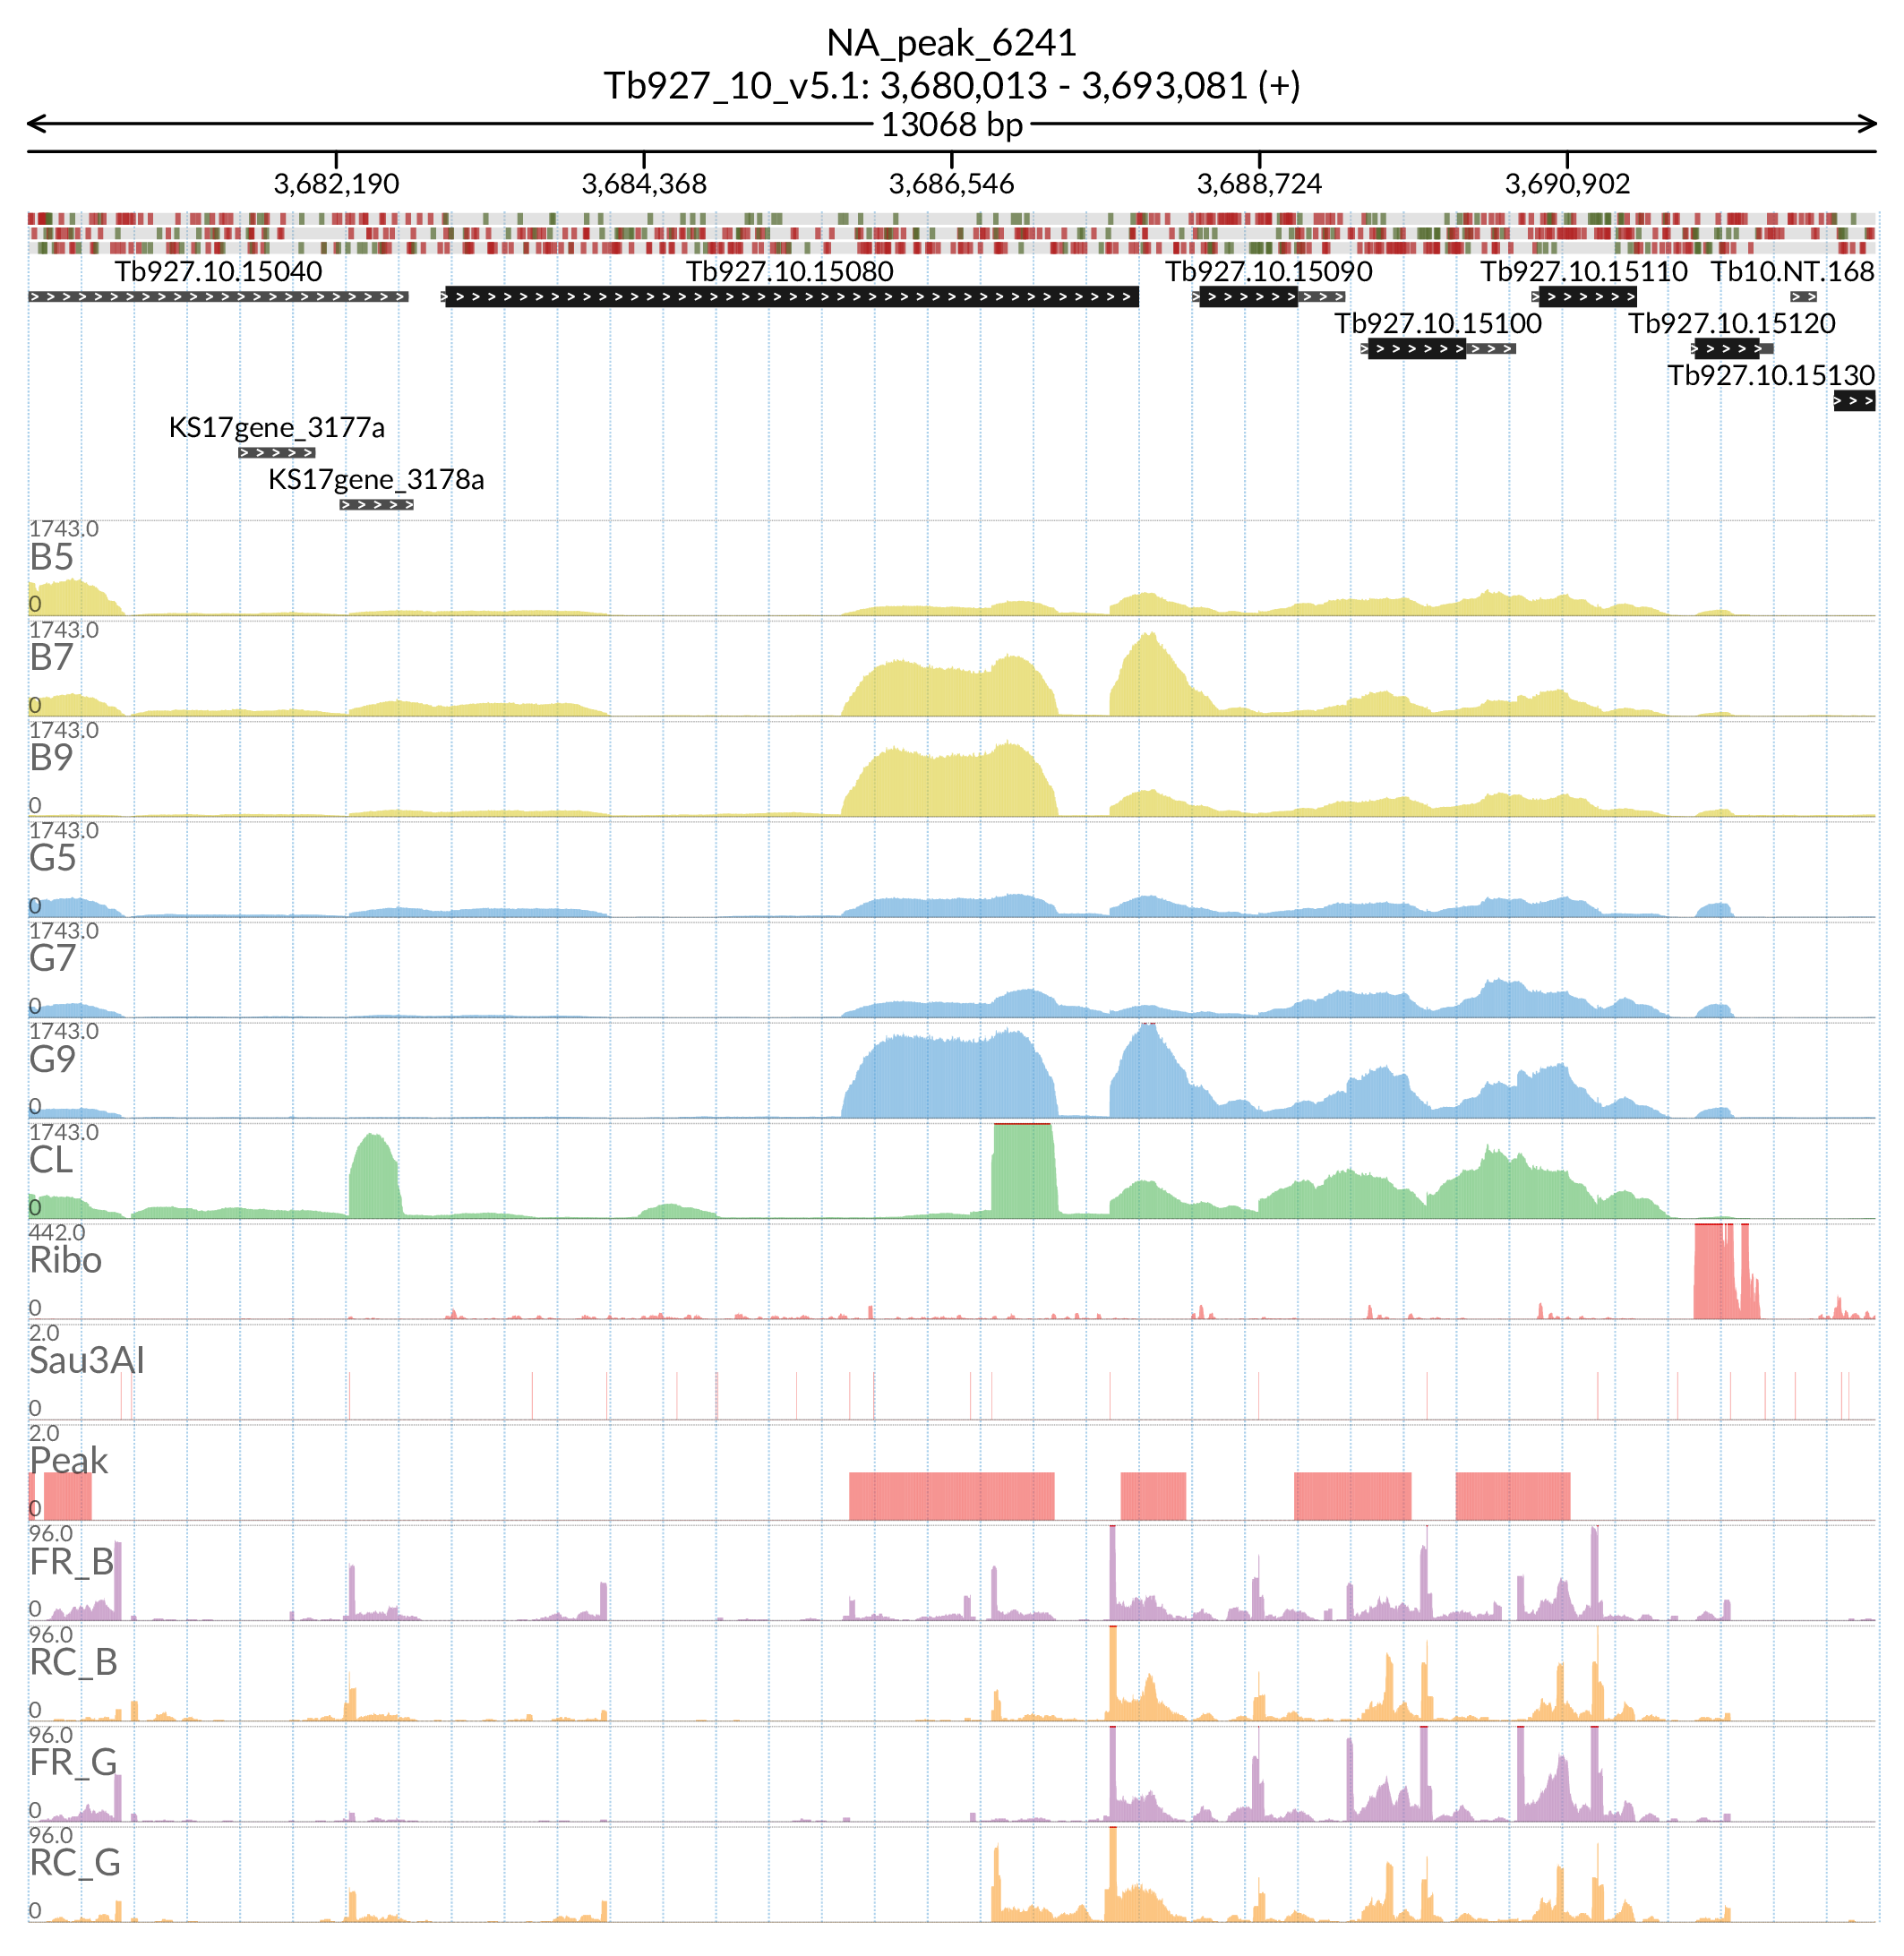 NA_peak_6241
Tb927_10_v5.1: 3,680,013 - 3,693,081 (+)
13068 bp
3,682,190 3,684,368 3,686,546 3,688,724 3,690,902
Tb927.10.15040 Tb927.10.15080 Tb927.10.15090 Tb927.10.15110 Tb10.NT.168
Tb927.10.15100 Tb927.10.15120
Tb927.10.15130
KS17gene_3177a
KS17gene_3178a
1743.0
B5
0
1743.0
B7
0
1743.0
B9
0
1743.0
G5
0
1743.0
G7
0
1743.0
G9
0
1743.0
CL
0
442.0
Ribo
0
2.0
Sau3AI
0
2.0
Peak
0
96.0
FR_B
0
96.0
RC_B
0
96.0
FR_G
0
96.0
RC_G
0